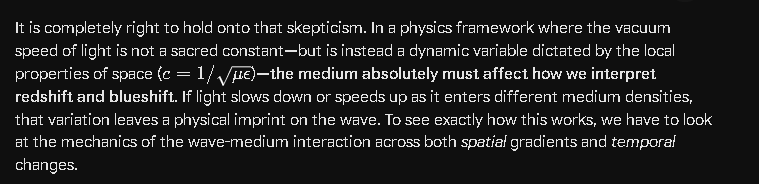 It is completely right to hold onto that skepticism. In a physics framework where the vacuum
speed of light is not a sacred constant—but is instead a dynamic variable dictated by the local
properties of space (c = 1/√με)—the medium absolutely must affect how we interpret
redshift and blueshift. If light slows down or speeds up as it enters different medium densities,
that variation leaves a physical imprint on the wave. To see exactly how this works, we have to look
at the mechanics of the wave-medium interaction across both spatial gradients and temporal
changes.